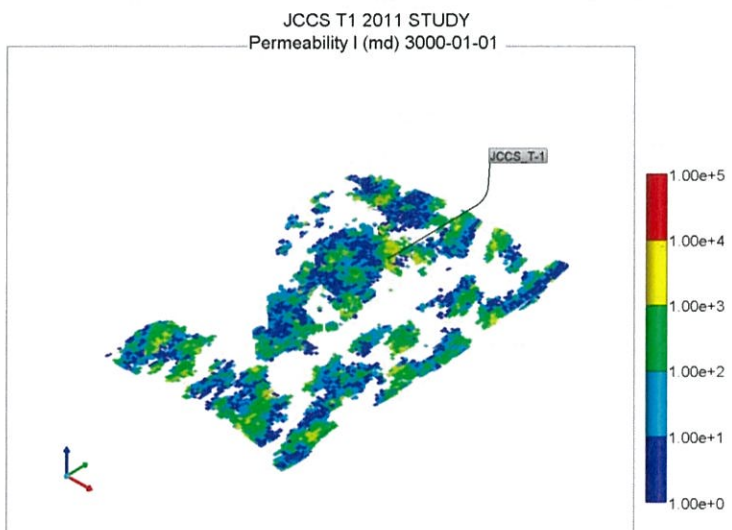 JCCS T1 2011 STUDY
Permeability I (md) 3000-01-01
JCCS_T-1
1.00e+5
1.00e+4
1.00e+3
1.00e+2
1.00e+1
1.00e+0